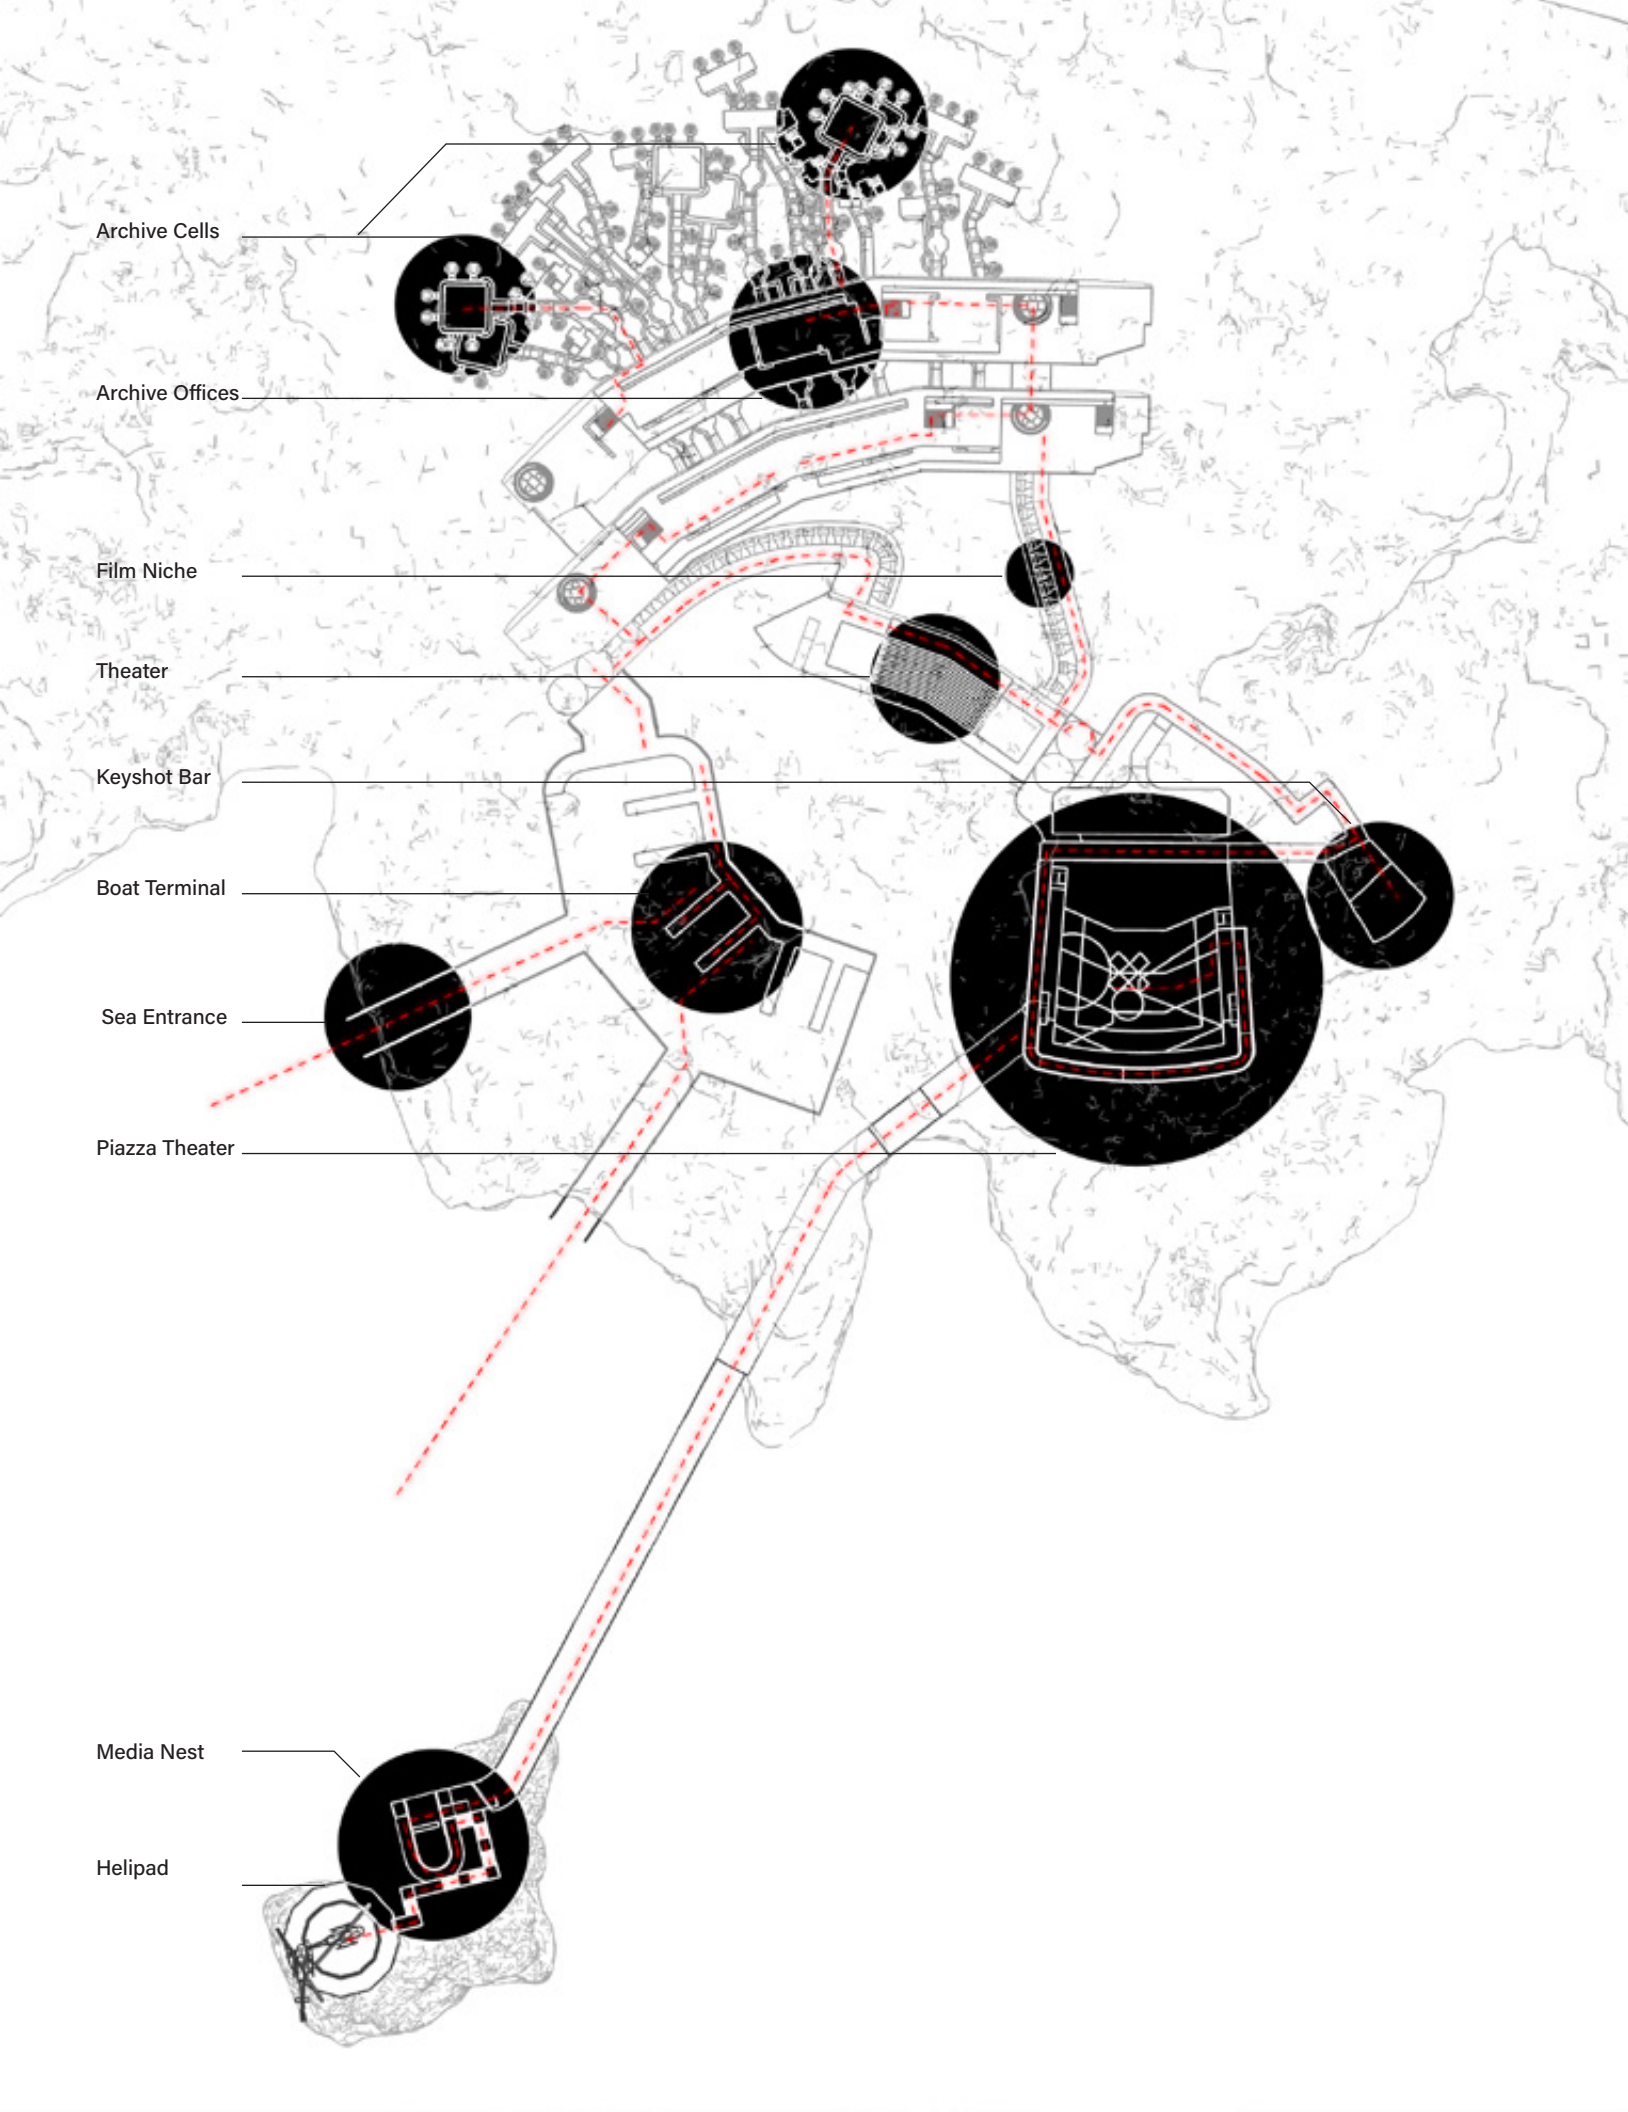 Archive Cells
Archive Offices
Film Niche
Theater
Keyshot Bar
Boat Terminal
Sea Entrance
Piazza Theater
Media Nest
Helipad